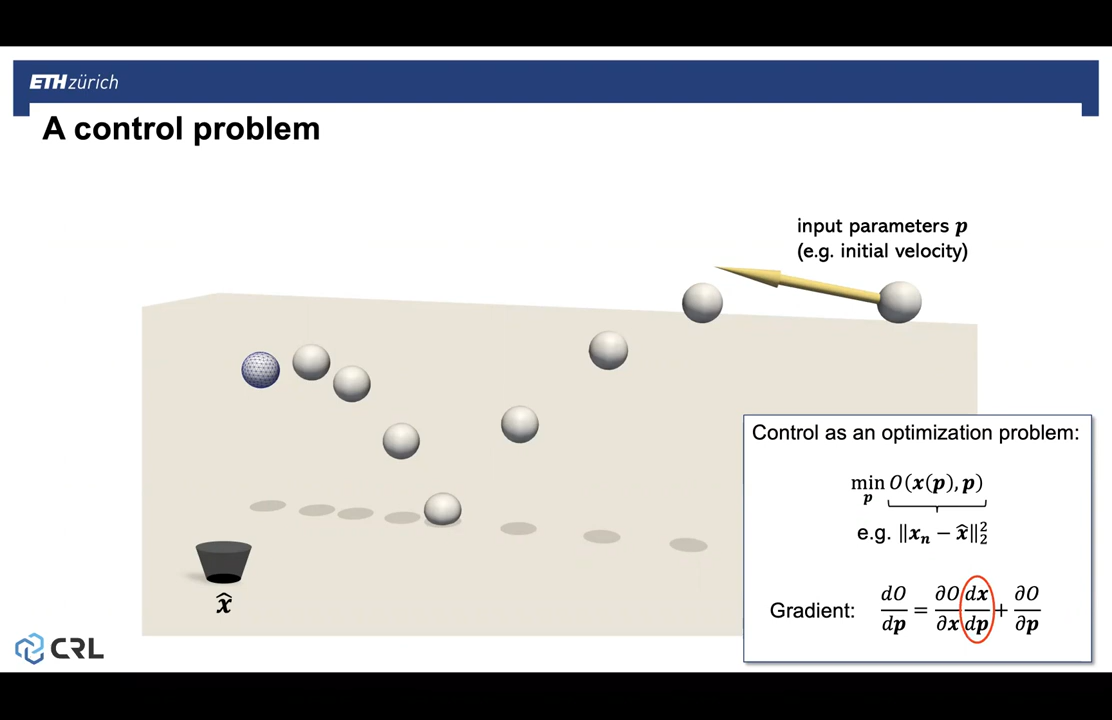 ETH zürich
A control problem
input parameters p
(e.g. initial velocity)
Control as an optimization problem:
min O(x(p), p)
p
e.g. ‖xₙ − x̂‖₂²
Gradient: dO/dp = ∂O/∂x dx/dp + ∂O/∂p
x̂
CRL